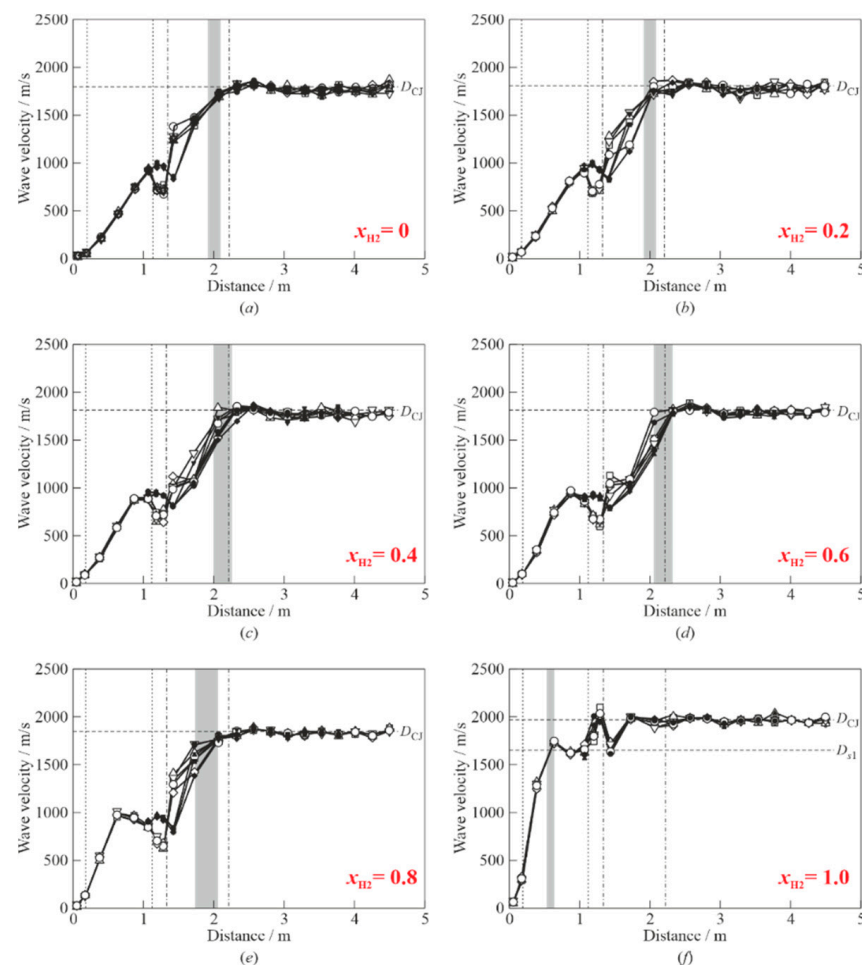 2500
2000
1500
1000
500
0
Wave velocity / m/s
D_CJ
x_H2 = 0
0 1 2 3 4 5
Distance / m
(a)
2500
2000
1500
1000
500
0
Wave velocity / m/s
D_CJ
x_H2 = 0.2
0 1 2 3 4 5
Distance / m
(b)
2500
2000
1500
1000
500
0
Wave velocity / m/s
D_CJ
x_H2 = 0.4
0 1 2 3 4 5
Distance / m
(c)
2500
2000
1500
1000
500
0
Wave velocity / m/s
D_CJ
x_H2 = 0.6
0 1 2 3 4 5
Distance / m
(d)
2500
2000
1500
1000
500
0
Wave velocity / m/s
D_CJ
x_H2 = 0.8
0 1 2 3 4 5
Distance / m
(e)
2500
2000
1500
1000
500
0
Wave velocity / m/s
D_CJ
D_s1
x_H2 = 1.0
0 1 2 3 4 5
Distance / m
(f)